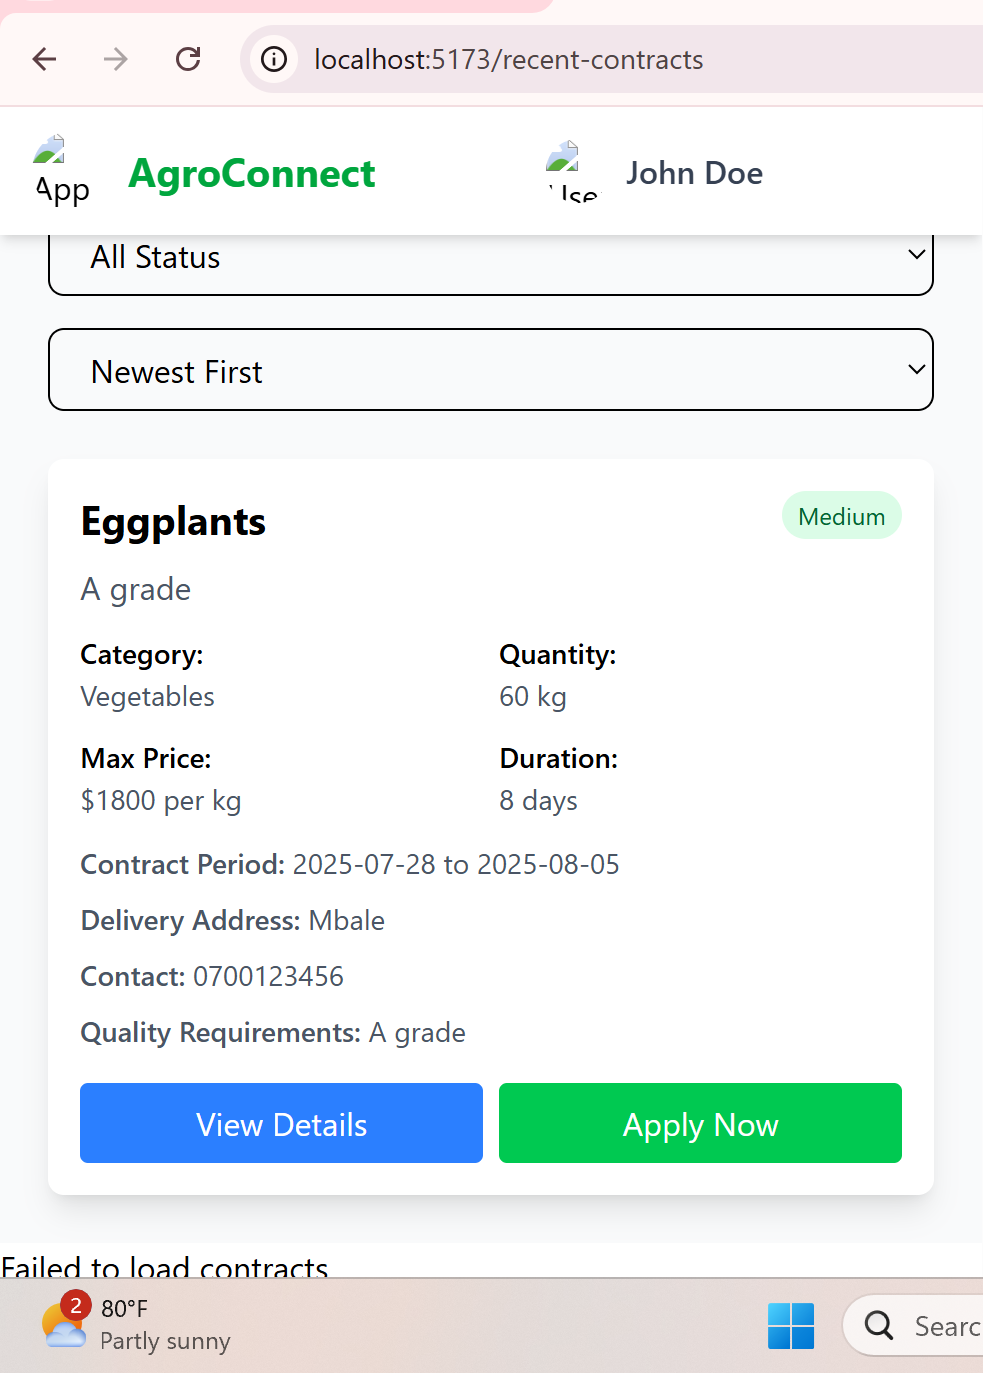 localhost:5173/recent-contracts
App
AgroConnect
Use
John Doe
All Status
Newest First
Eggplants
Medium
A grade
Category:
Quantity:
Vegetables
60 kg
Max Price:
Duration:
$1800 per kg
8 days
Contract Period: 2025-07-28 to 2025-08-05
Delivery Address: Mbale
Contact: 0700123456
Quality Requirements: A grade
View Details
Apply Now
Failed to load contracts
2
80°F
Partly sunny
Searc